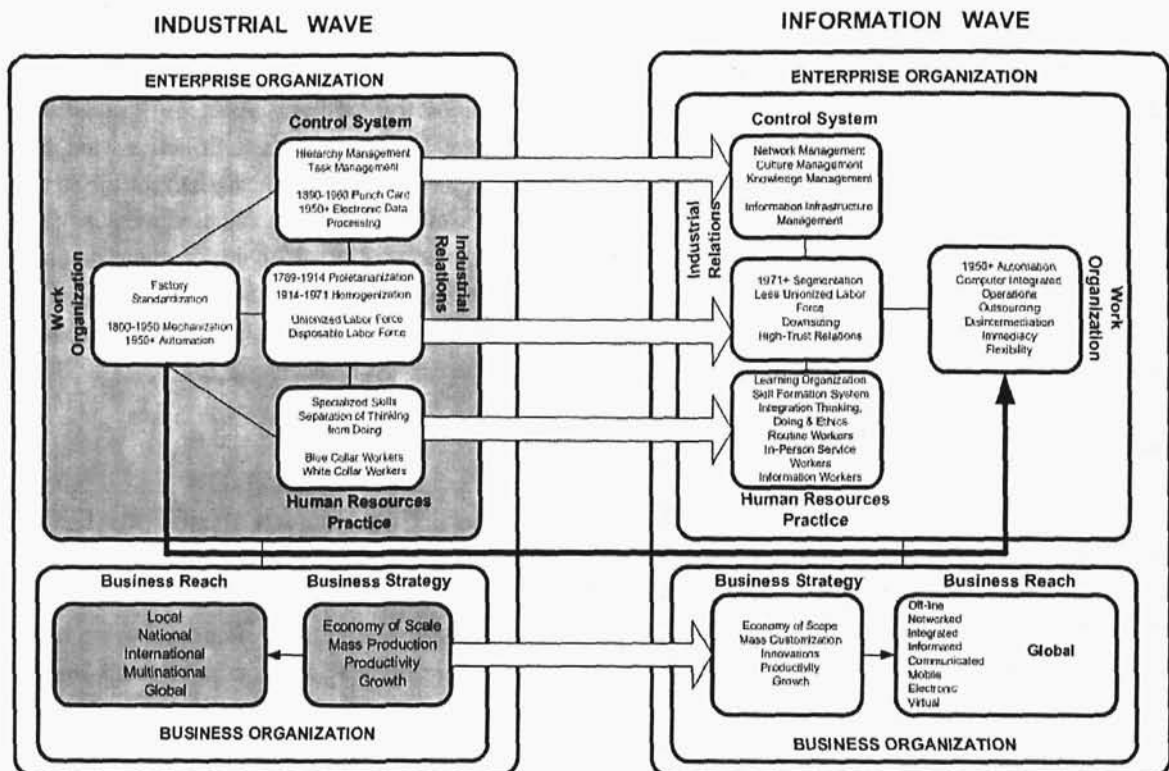 INDUSTRIAL WAVE
ENTERPRISE ORGANIZATION
Control System
Hierarchy Management
Task Management
1890-1960 Punch Card
1950+ Electronic Data
Processing
Work
Organization
Factory
Standardization
1800-1950 Mechanization
1950+ Automation
1789-1914 Proletarianization
1914-1971 Homogenization
Unionized Labor Force
Disposable Labor Force
Industrial
Relations
Specialized Skills
Separation of Thinking
from Doing
Blue Collar Workers
White Collar Workers
Human Resources
Practice
Business Reach
Local
National
International
Multinational
Global
Business Strategy
Economy of Scale
Mass Production
Productivity
Growth
BUSINESS ORGANIZATION
INFORMATION WAVE
ENTERPRISE ORGANIZATION
Control System
Network Management
Culture Management
Knowledge Management
Information Infrastructure
Management
Industrial
Relations
1971+ Segmentation
Less Unionized Labor
Force
Downsizing
High-Trust Relations
1950+ Automation
Computer Integrated
Operations
Outsourcing
Disintermediation
Immediacy
Flexibility
Work
Organization
Learning Organization
Skill Formation System
Integration Thinking,
Doing & Ethics
Routine Workers
In-Person Service
Workers
Information Workers
Human Resources
Practice
Business Strategy
Economy of Scope
Mass Customization
Innovations
Productivity
Growth
Business Reach
Off-line
Networked
Integrated
Informed
Communicated
Mobile
Electronic
Virtual
Global
BUSINESS ORGANIZATION